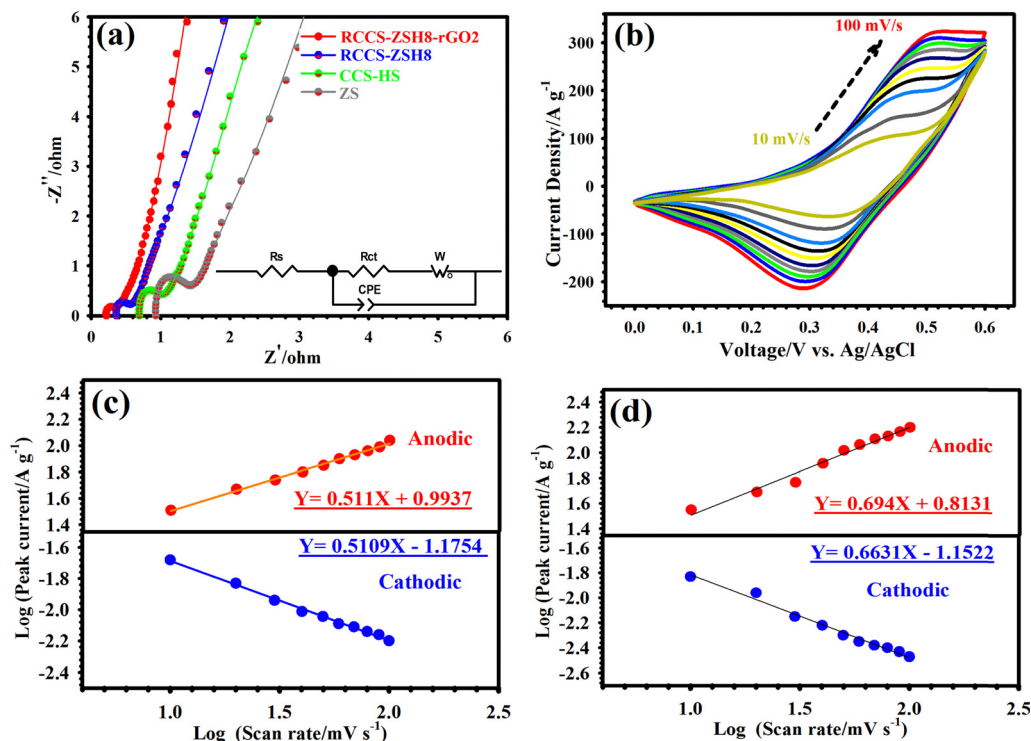 (a)
RCCS-ZSH8-rGO2
RCCS-ZSH8
CCS-HS
ZS
-Z''/ohm
6
5
4
3
2
1
0
Rs
Rct
W
CPE
0 1 2 3 4 5 6
Z'/ohm
(b)
100 mV/s
10 mV/s
Current Density/A g⁻¹
300
200
100
0
-100
-200
0.0 0.1 0.2 0.3 0.4 0.5 0.6
Voltage/V vs. Ag/AgCl
(c)
Log (Peak current/A g⁻¹)
2.4
2.2
2.0
1.8
1.6
1.4
Anodic
Y= 0.511X + 0.9937
-1.6
-1.8
-2.0
-2.2
-2.4
Y= 0.5109X - 1.1754
Cathodic
1.0 1.5 2.0 2.5
Log (Scan rate/mV s⁻¹)
(d)
Log (Peak current/A g⁻¹)
2.4
2.2
2.0
1.8
1.6
1.4
Anodic
Y= 0.694X + 0.8131
-1.6
-1.8
-2.0
-2.2
-2.4
-2.6
Y= 0.6631X - 1.1522
Cathodic
1.0 1.5 2.0 2.5
Log (Scan rate/mV s⁻¹)